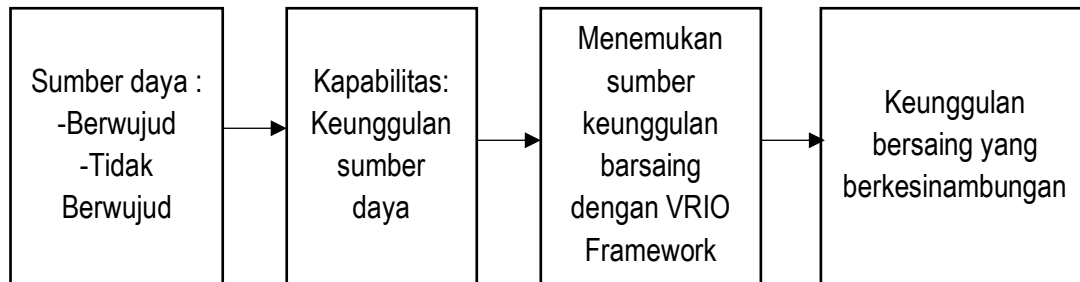 Sumber daya :
-Berwujud
-Tidak
Berwujud
Kapabilitas:
Keunggulan
sumber
daya
Menemukan
sumber
keunggulan
barsaing
dengan VRIO
Framework
Keunggulan
bersaing yang
berkesinambungan